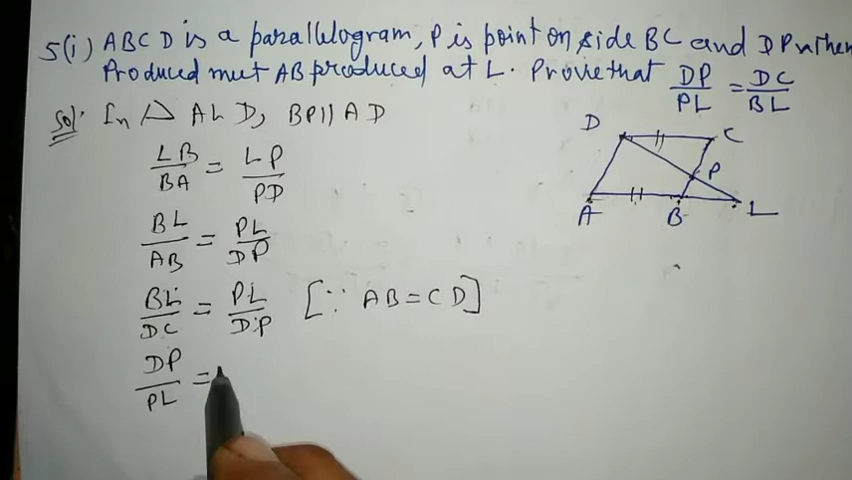 5(i) ABCD is a parallelogram, P is point on side BC and DP when
Produced meet AB produced at L. Prove that DP/PL = DC/BL
Sol: In △ ALD, BP || AD
LB/BA = LP/PD
BL/AB = PL/DP
BL/DC = PL/DP [∵ AB = CD]
DP/PL =
D
C
P
A
B
L